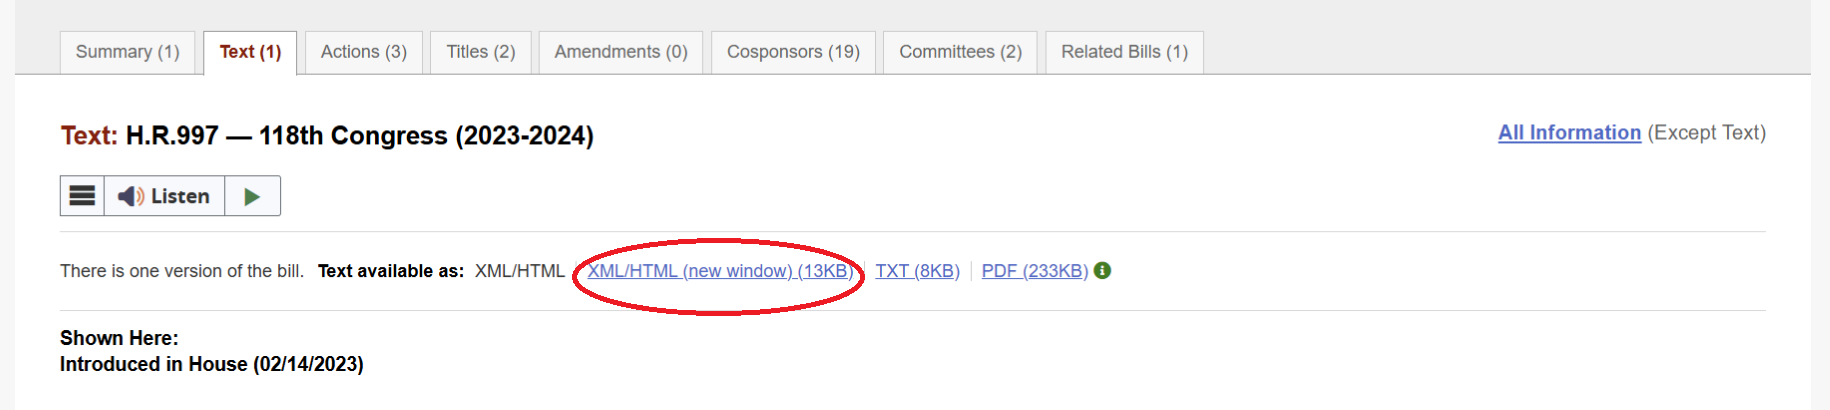 Summary (1) Text (1) Actions (3) Titles (2) Amendments (0) Cosponsors (19) Committees (2) Related Bills (1)
Text: H.R.997 — 118th Congress (2023-2024)
All Information (Except Text)
Listen
There is one version of the bill. Text available as: XML/HTML XML/HTML (new window) (13KB) TXT (8KB) PDF (233KB)
Shown Here:
Introduced in House (02/14/2023)